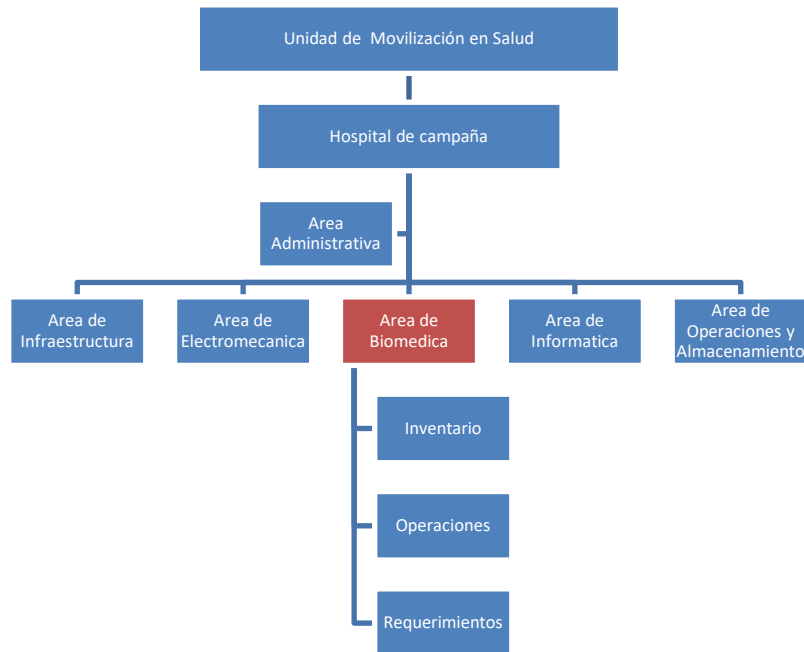 Unidad de Movilización en Salud
Hospital de campaña
Area
Administrativa
Area de
Infraestructura
Area de
Electromecanica
Area de
Biomedica
Area de
Informatica
Area de
Operaciones y
Almacenamiento
Inventario
Operaciones
Requerimientos